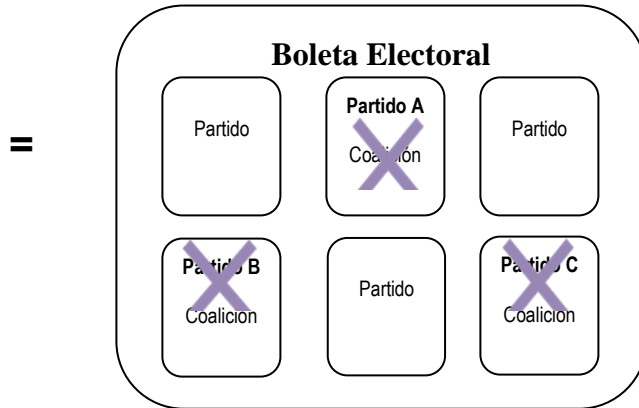 Boleta Electoral
=
Partido
Partido A
Coalición
Partido
Partido B
Coalición
Partido
Partido C
Coalición